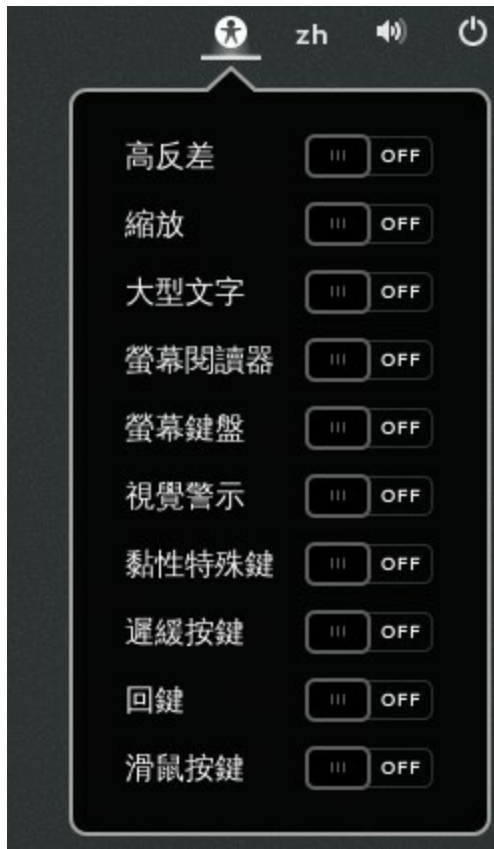 zh
高反差 OFF
縮放 OFF
大型文字 OFF
螢幕閱讀器 OFF
螢幕鍵盤 OFF
視覺警示 OFF
黏性特殊鍵 OFF
遲緩按鍵 OFF
回鍵 OFF
滑鼠按鍵 OFF